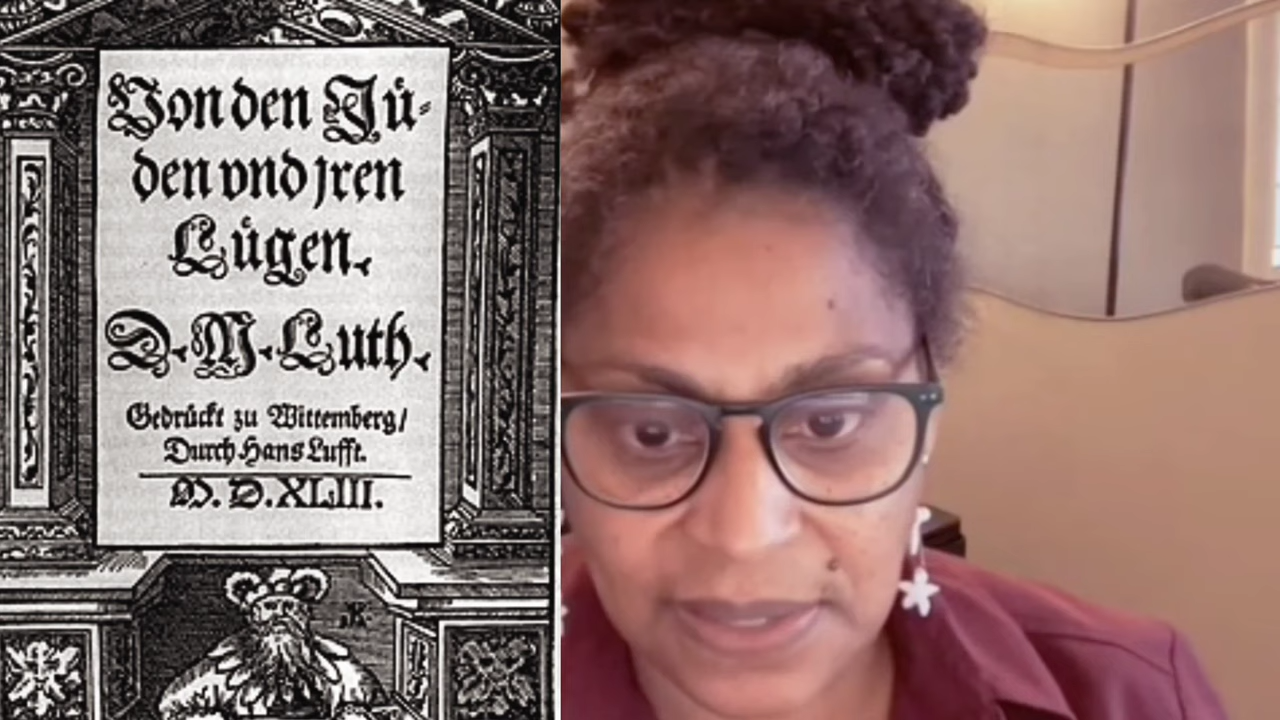 Von den Jü-
den vnd jren
Lügen.
D. M. Luth.
Gedrückt zu Wittemberg/
Durch Hans Lufft.
M. D. XLIII.